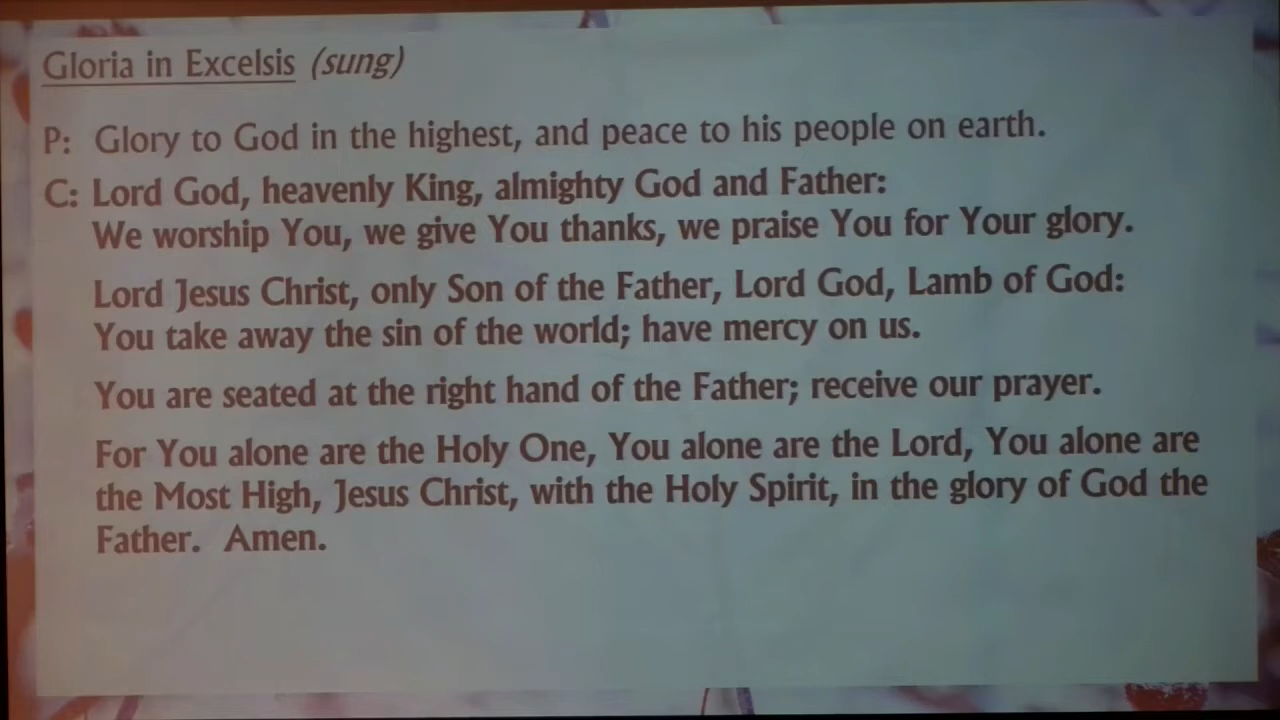 Gloria in Excelsis (sung)
P: Glory to God in the highest, and peace to his people on earth.
C: Lord God, heavenly King, almighty God and Father:
We worship You, we give You thanks, we praise You for Your glory.
Lord Jesus Christ, only Son of the Father, Lord God, Lamb of God:
You take away the sin of the world; have mercy on us.
You are seated at the right hand of the Father; receive our prayer.
For You alone are the Holy One, You alone are the Lord, You alone are
the Most High, Jesus Christ, with the Holy Spirit, in the glory of God the
Father. Amen.